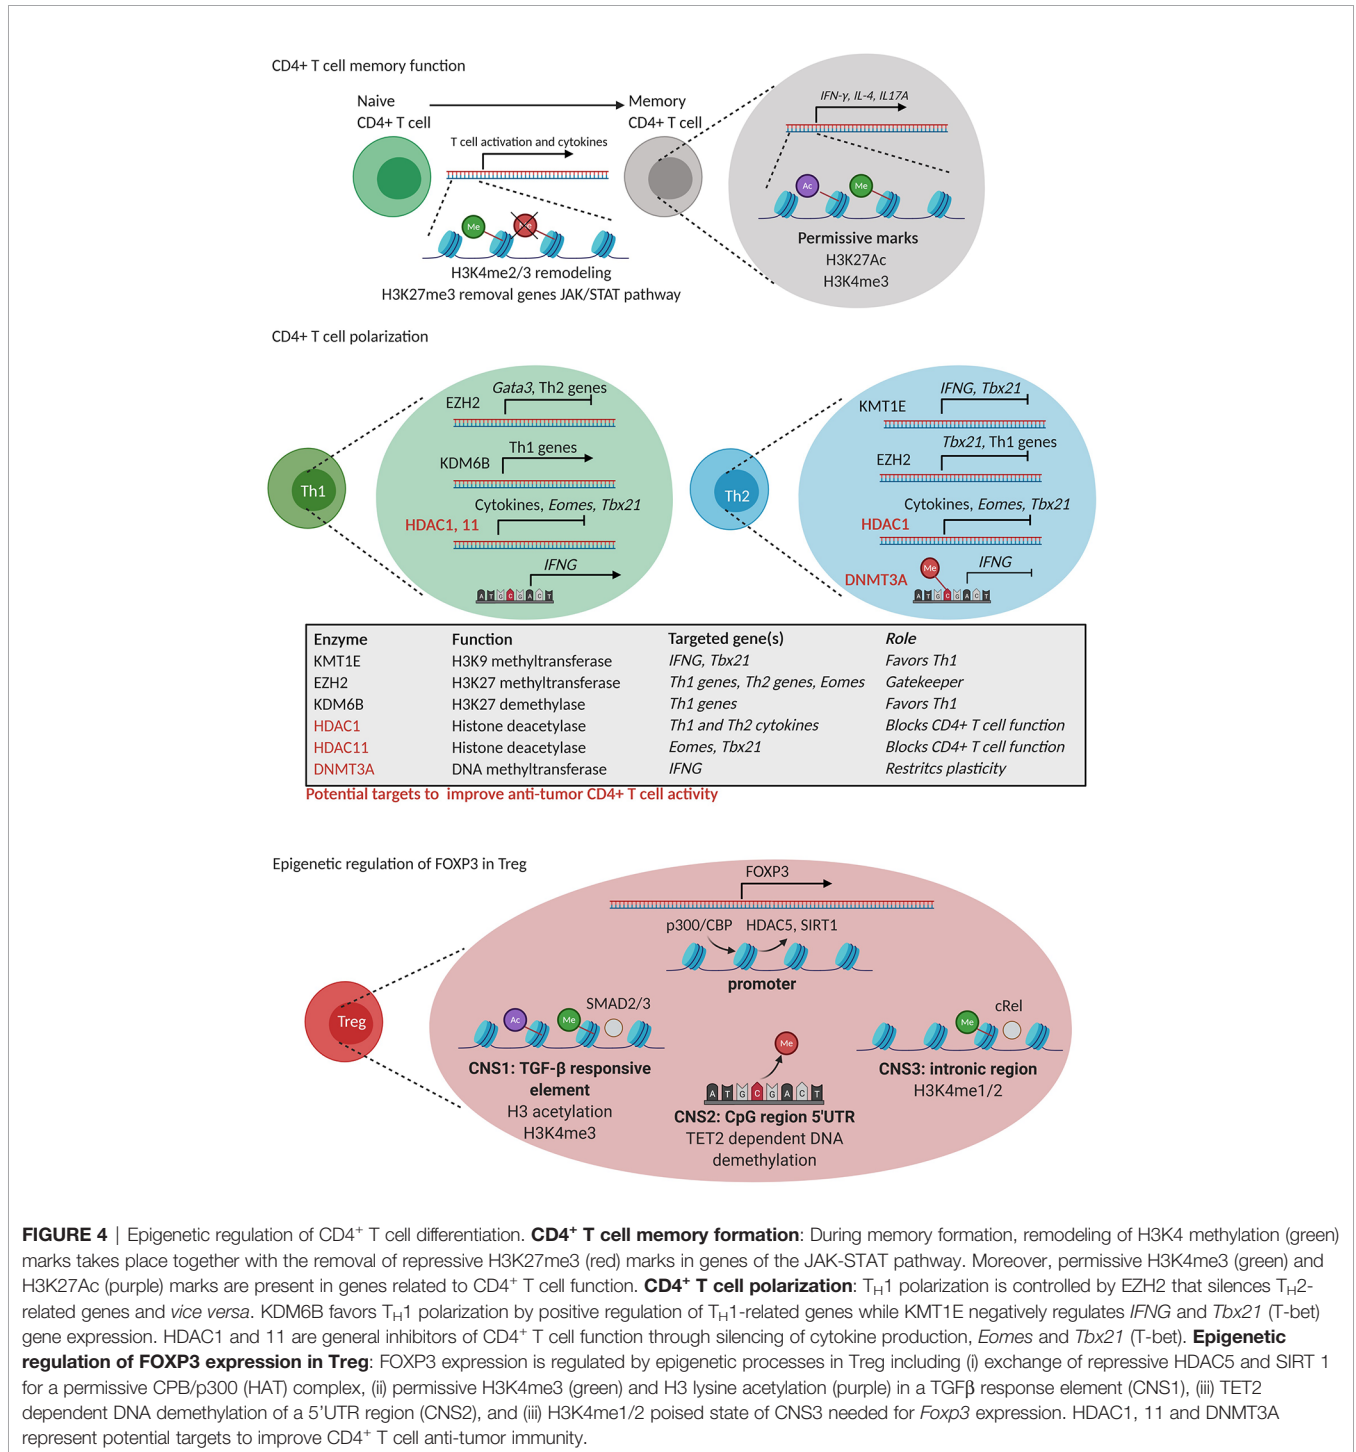 CD4+ T cell memory function
Naive
CD4+ T cell
Memory
CD4+ T cell
T cell activation and cytokines
Me
H3K4me2/3 remodeling
H3K27me3 removal genes JAK/STAT pathway
IFN-γ, IL-4, IL17A
Ac
Me
Permissive marks
H3K27Ac
H3K4me3
CD4+ T cell polarization
Th1
Gata3, Th2 genes
EZH2
Th1 genes
KDM6B
Cytokines, Eomes, Tbx21
HDAC1, 11
IFNG
A T G C G A C T
Th2
IFNG, Tbx21
KMT1E
Tbx21, Th1 genes
EZH2
Cytokines, Eomes, Tbx21
HDAC1
Me
IFNG
DNMT3A
A T G C G A C T
Enzyme Function Targeted gene(s) Role
KMT1E H3K9 methyltransferase IFNG, Tbx21 Favors Th1
EZH2 H3K27 methyltransferase Th1 genes, Th2 genes, Eomes Gatekeeper
KDM6B H3K27 demethylase Th1 genes Favors Th1
HDAC1 Histone deacetylase Th1 and Th2 cytokines Blocks CD4+ T cell function
HDAC11 Histone deacetylase Eomes, Tbx21 Blocks CD4+ T cell function
DNMT3A DNA methyltransferase IFNG Restritcs plasticity
Potential targets to improve anti-tumor CD4+ T cell activity
Epigenetic regulation of FOXP3 in Treg
Treg
FOXP3
p300/CBP HDAC5, SIRT1
promoter
Ac
Me
SMAD2/3
CNS1: TGF-β responsive
element
H3 acetylation
H3K4me3
Me
A T G C G A C T
CNS2: CpG region 5'UTR
TET2 dependent DNA
demethylation
Me
cRel
CNS3: intronic region
H3K4me1/2
FIGURE 4 | Epigenetic regulation of CD4⁺ T cell differentiation. CD4⁺ T cell memory formation: During memory formation, remodeling of H3K4 methylation (green)
marks takes place together with the removal of repressive H3K27me3 (red) marks in genes of the JAK-STAT pathway. Moreover, permissive H3K4me3 (green) and
H3K27Ac (purple) marks are present in genes related to CD4⁺ T cell function. CD4⁺ T cell polarization: TH1 polarization is controlled by EZH2 that silences TH2-
related genes and vice versa. KDM6B favors TH1 polarization by positive regulation of TH1-related genes while KMT1E negatively regulates IFNG and Tbx21 (T-bet)
gene expression. HDAC1 and 11 are general inhibitors of CD4⁺ T cell function through silencing of cytokine production, Eomes and Tbx21 (T-bet). Epigenetic
regulation of FOXP3 expression in Treg: FOXP3 expression is regulated by epigenetic processes in Treg including (i) exchange of repressive HDAC5 and SIRT 1
for a permissive CPB/p300 (HAT) complex, (ii) permissive H3K4me3 (green) and H3 lysine acetylation (purple) in a TGFβ response element (CNS1), (iii) TET2
dependent DNA demethylation of a 5'UTR region (CNS2), and (iii) H3K4me1/2 poised state of CNS3 needed for Foxp3 expression. HDAC1, 11 and DNMT3A
represent potential targets to improve CD4⁺ T cell anti-tumor immunity.